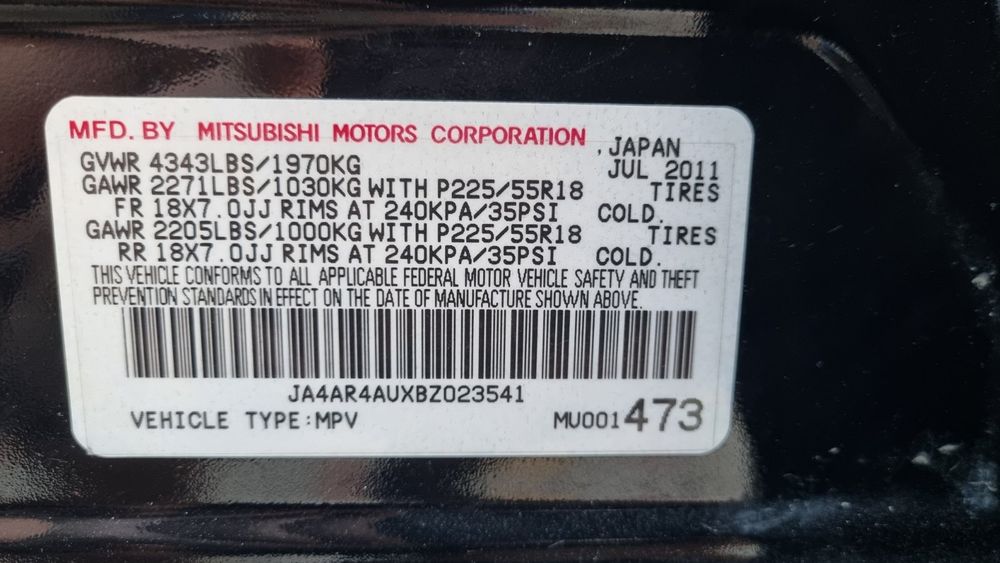 MFD. BY MITSUBISHI MOTORS CORPORATION , JAPAN
GVWR 4343LBS/1970KG JUL 2011
GAWR 2271LBS/1030KG WITH P225/55R18 TIRES
FR 18X7.0JJ RIMS AT 240KPA/35PSI COLD.
GAWR 2205LBS/1000KG WITH P225/55R18 TIRES
RR 18X7.0JJ RIMS AT 240KPA/35PSI COLD.
THIS VEHICLE CONFORMS TO ALL APPLICABLE FEDERAL MOTOR VEHICLE SAFETY AND THEFT
PREVENTION STANDARDS IN EFFECT ON THE DATE OF MANUFACTURE SHOWN ABOVE.
JA4AR4AUXBZ023541
VEHICLE TYPE:MPV MU001473